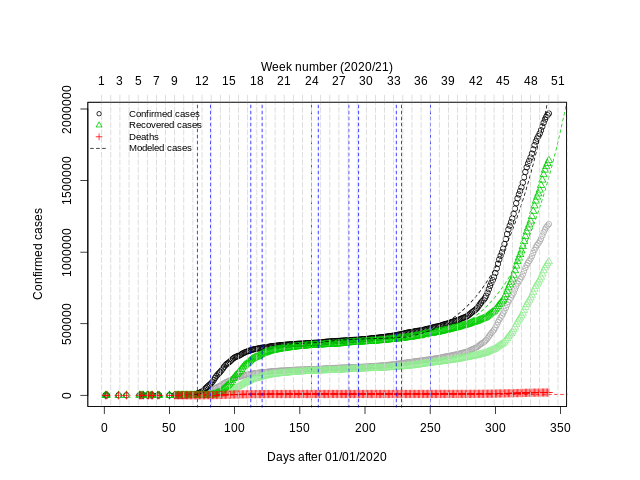 Week number (2020/21)
1 3 5 7 9 12 15 18 21 24 27 30 33 36 39 42 45 48 51
Confirmed cases
Recovered cases
Deaths
Modeled cases
Confirmed cases
2000000
1500000
1000000
500000
0
0 50 100 150 200 250 300 350
Days after 01/01/2020